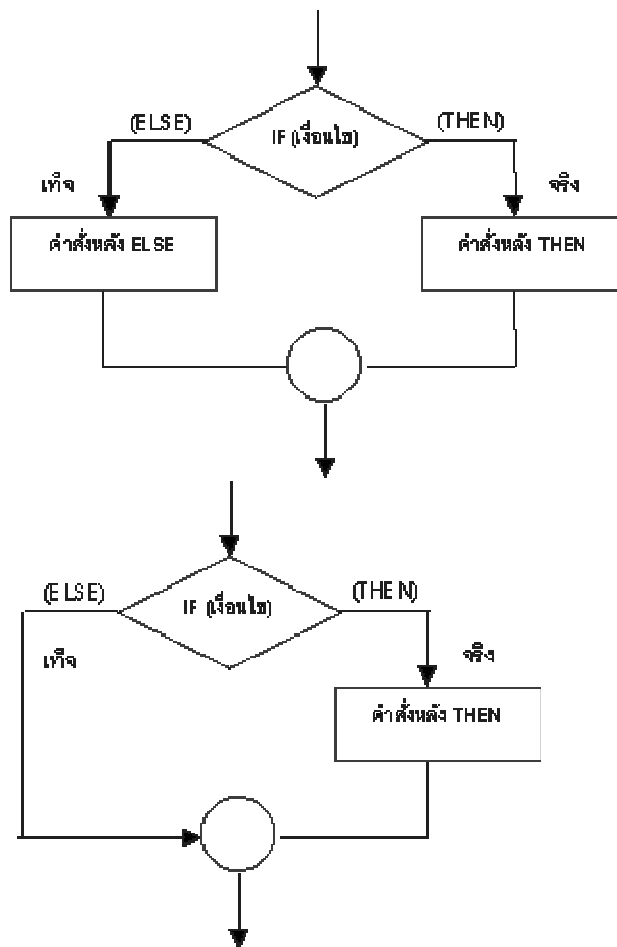 (ELSE)
IF (เงื่อนไข)
(THEN)
เท็จ
จริง
คำสั่งหลัง ELSE
คำสั่งหลัง THEN
(ELSE)
IF (เงื่อนไข)
(THEN)
เท็จ
จริง
คำสั่งหลัง THEN